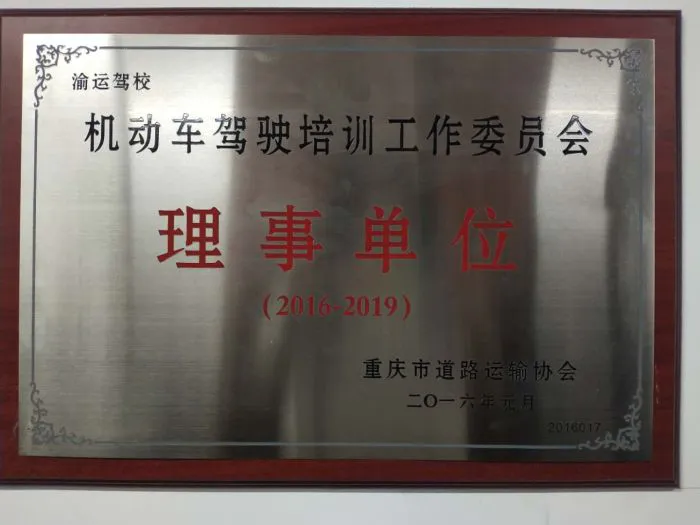 渝运驾校
机动车驾驶培训工作委员会
理事单位
(2016-2019)
重庆市道路运输协会
二〇一六年元月
2016017